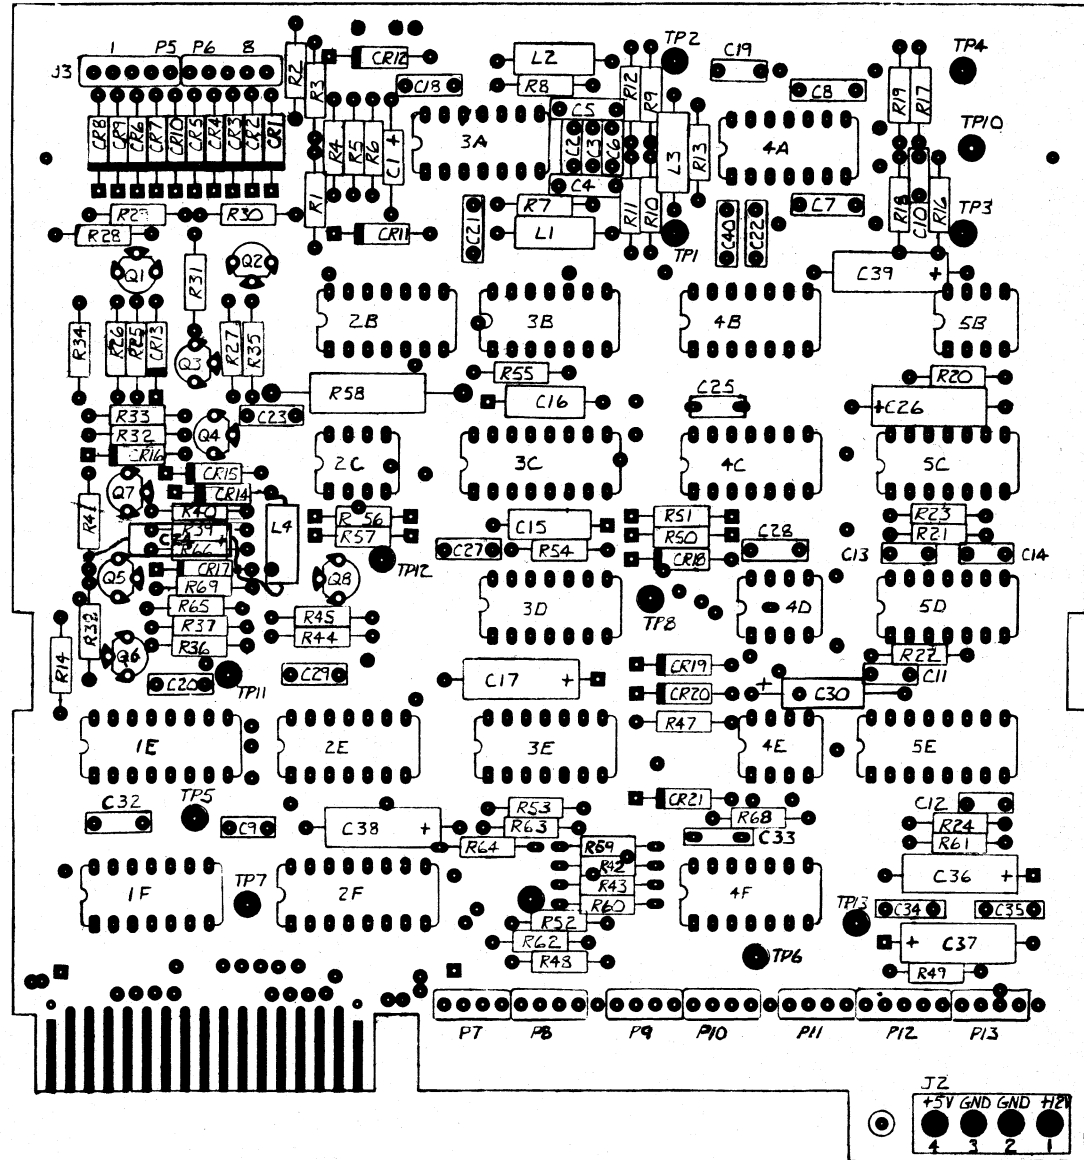 1 P5 P6 8
J3
CR8 CR9 CR6 CR7 CR10 CR5 CR4 CR3 CR2 CR1
R2 R3
CR12
C18
L2
R8
C5
R12 R9
TP2
C19
C8
R19 R17
TP4
R4 R5 R6 C1 +
3A
C2 C3 C6
L3 R13
4A
TP10
R1
C4
R7
L1
R11 R10
TP1
C7
R18 C10 R16
TP3
R29
R30
R28
CR11
C21
C40 C22
C39 +
Q1
R31
Q2
2B
3B
4B
5B
R34
R26 R25 CR13
Q3
R27 R35
R58
R55
C16
C25
R20
+C26
R33
R32
CR16
Q4
C23
2C
3C
4C
5C
CR15
CR14
Q7
R41
R40
R39
C24 +
R66
L4
R56
R57
C15
R54
C27
R51
R50
CR18
C28
R23
R21
C13
C14
TP12
CR17
R69
Q5
Q8
R65
R37
R36
R45
R44
3D
TP8
4D
5D
R14
R32
Q6
C20
TP11
C29
C17 +
CR19
CR20
R47
+
C30
R22
C11
1E
2E
3E
4E
5E
C32
TP5
C9
C38 +
R53
R63
R64
CR21
R68
C33
C12
R24
R61
R59
R42
R43
R60
1F
TP7
2F
4F
C36 +
C34
C35
TP13
R52
R62
R48
TP6
+ C37
R49
P7 P8 P9 P10 P11 P12 P13
J2
+5V GND GND +12V
4 3 2 1